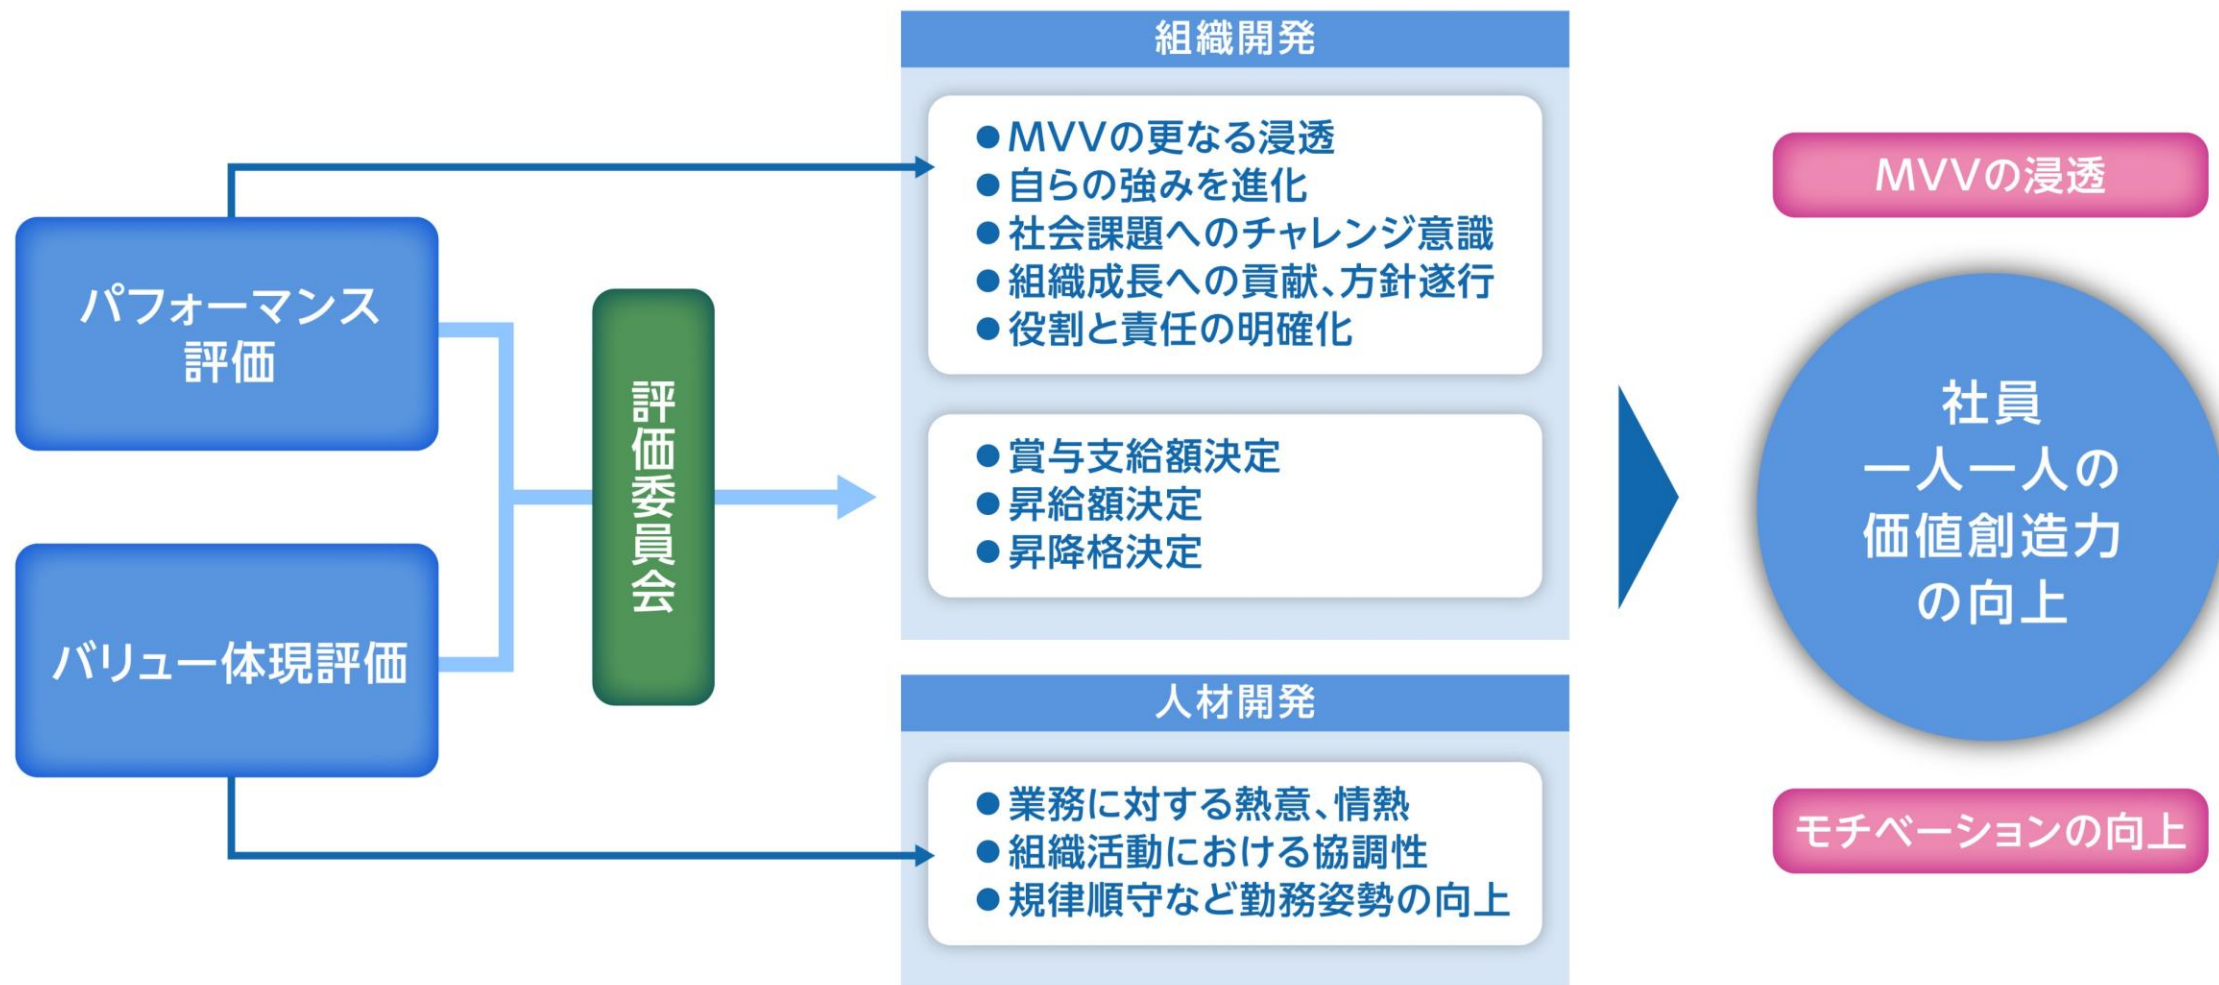 パフォーマンス
評価
バリュー体現評価
評価委員会
組織開発
●MVVの更なる浸透
●自らの強みを進化
●社会課題へのチャレンジ意識
●組織成長への貢献、方針遂行
●役割と責任の明確化
●賞与支給額決定
●昇給額決定
●昇降格決定
人材開発
●業務に対する熱意、情熱
●組織活動における協調性
●規律順守など勤務姿勢の向上
MVVの浸透
社員
一人一人の
価値創造力
の向上
モチベーションの向上